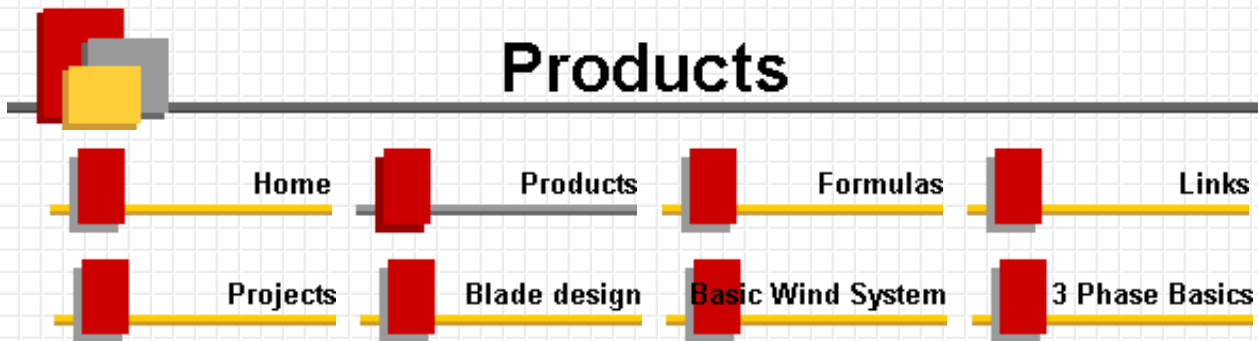 Products
Home Products Formulas Links
Projects Blade design Basic Wind System 3 Phase Basics